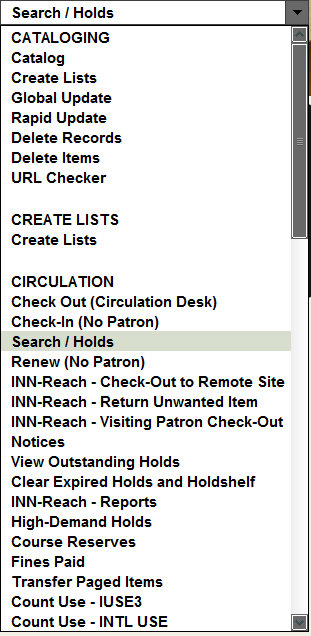 Search / Holds
CATALOGING
Catalog
Create Lists
Global Update
Rapid Update
Delete Records
Delete Items
URL Checker
CREATE LISTS
Create Lists
CIRCULATION
Check Out (Circulation Desk)
Check-In (No Patron)
Search / Holds
Renew (No Patron)
INN-Reach - Check-Out to Remote Site
INN-Reach - Return Unwanted Item
INN-Reach - Visiting Patron Check-Out
Notices
View Outstanding Holds
Clear Expired Holds and Holdshelf
INN-Reach - Reports
High-Demand Holds
Course Reserves
Fines Paid
Transfer Paged Items
Count Use - IUSE3
Count Use - INTL USE